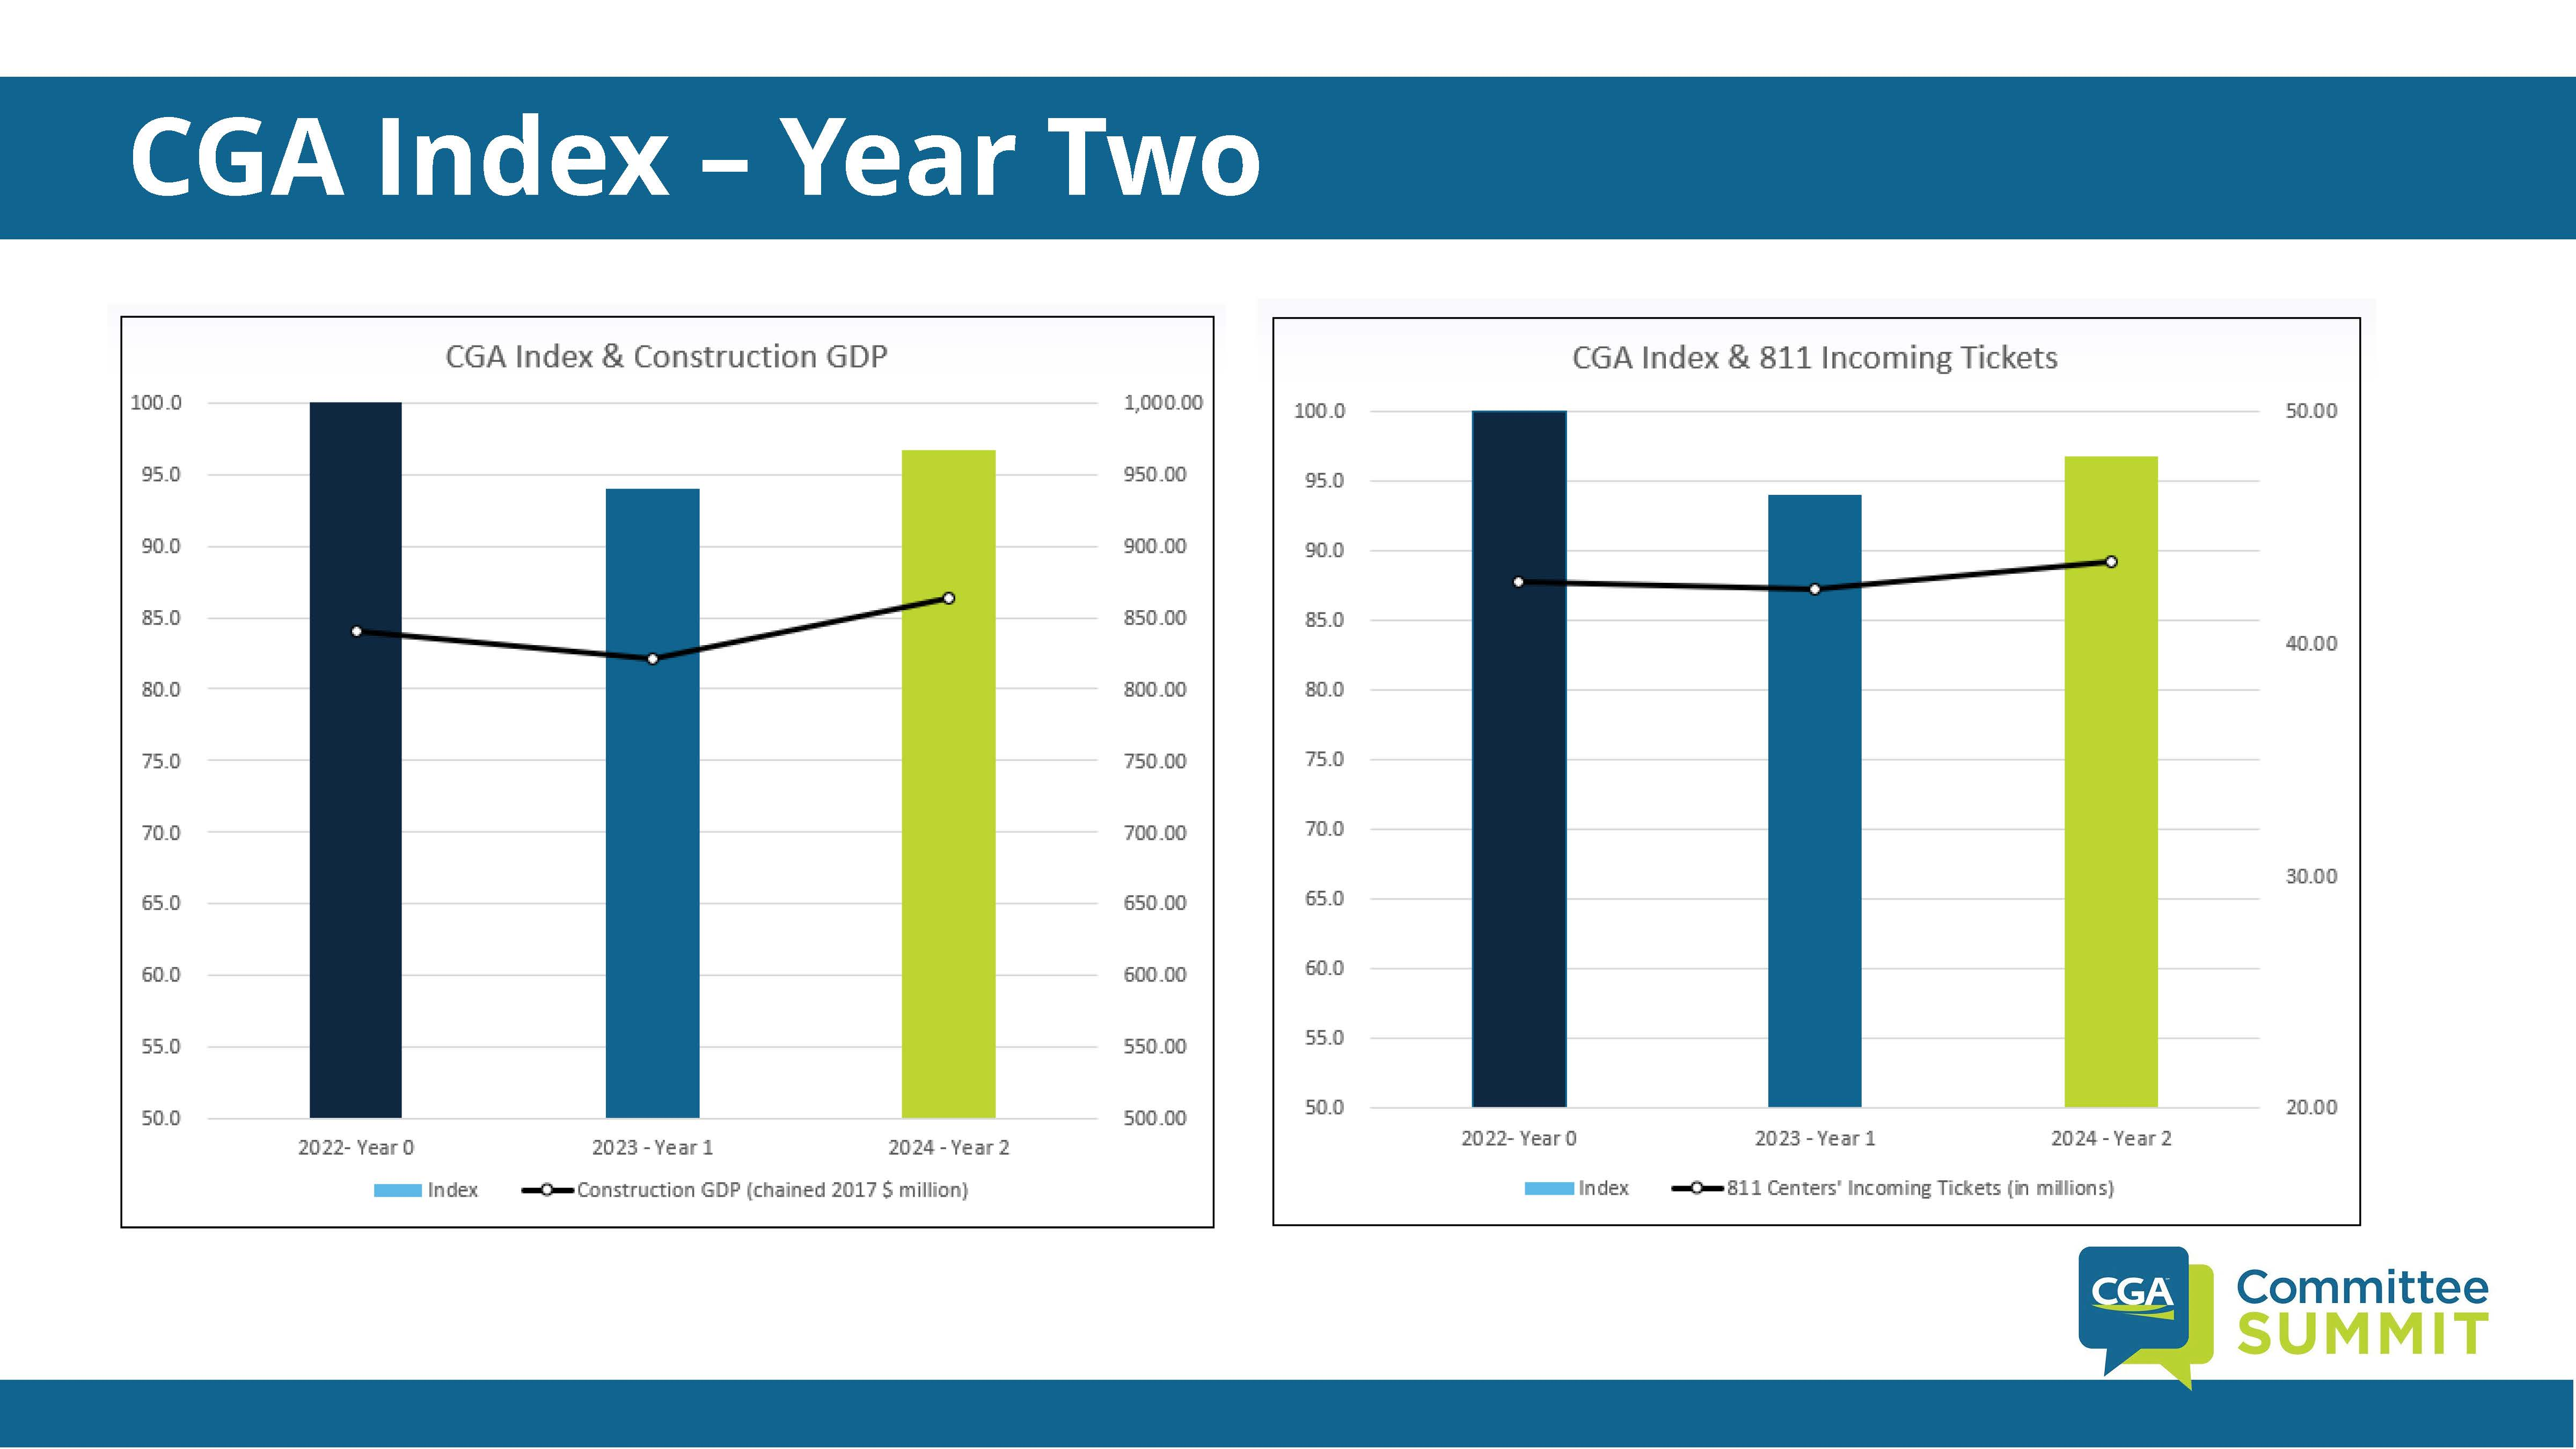 CGA Index – Year Two
CGA Index & Construction GDP
100.0
95.0
90.0
85.0
80.0
75.0
70.0
65.0
60.0
55.0
50.0
1,000.00
950.00
900.00
850.00
800.00
750.00
700.00
650.00
600.00
550.00
500.00
2022- Year 0
2023 - Year 1
2024 - Year 2
Index
Construction GDP (chained 2017 $ million)
CGA Index & 811 Incoming Tickets
100.0
95.0
90.0
85.0
80.0
75.0
70.0
65.0
60.0
55.0
50.0
50.00
40.00
30.00
20.00
2022- Year 0
2023 - Year 1
2024 - Year 2
Index
811 Centers' Incoming Tickets (in millions)
CGA
Committee
SUMMIT